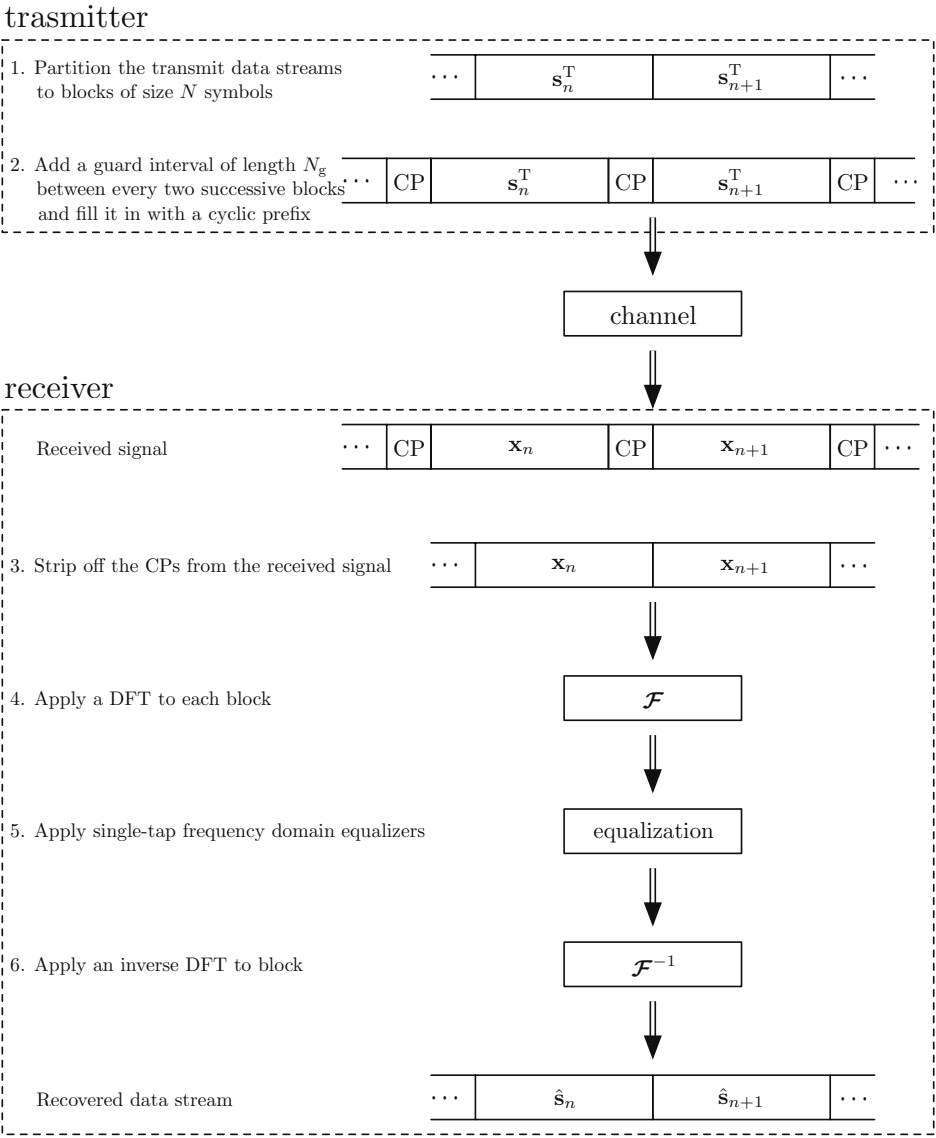 trasmitter
1. Partition the transmit data streams
to blocks of size N symbols
··· s_n^T s_{n+1}^T ···
2. Add a guard interval of length N_g
between every two successive blocks
and fill it in with a cyclic prefix
··· CP s_n^T CP s_{n+1}^T CP ···
channel
receiver
Received signal ··· CP x_n CP x_{n+1} CP ···
3. Strip off the CPs from the received signal ··· x_n x_{n+1} ···
4. Apply a DFT to each block 𝓕
5. Apply single-tap frequency domain equalizers equalization
6. Apply an inverse DFT to block 𝓕^{-1}
Recovered data stream ··· ŝ_n ŝ_{n+1} ···